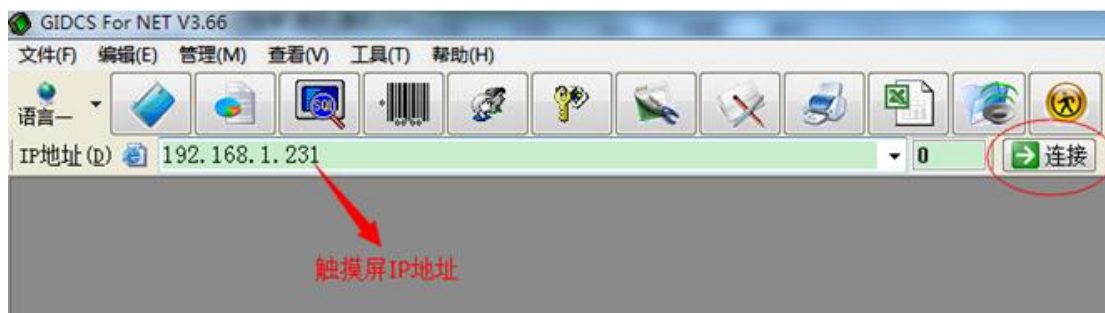 GIDCS For NET V3.66
文件(F) 编辑(E) 管理(M) 查看(V) 工具(T) 帮助(H)
语言—
SQL
IP地址(D) 192.168.1.231 0 连接
触摸屏IP地址